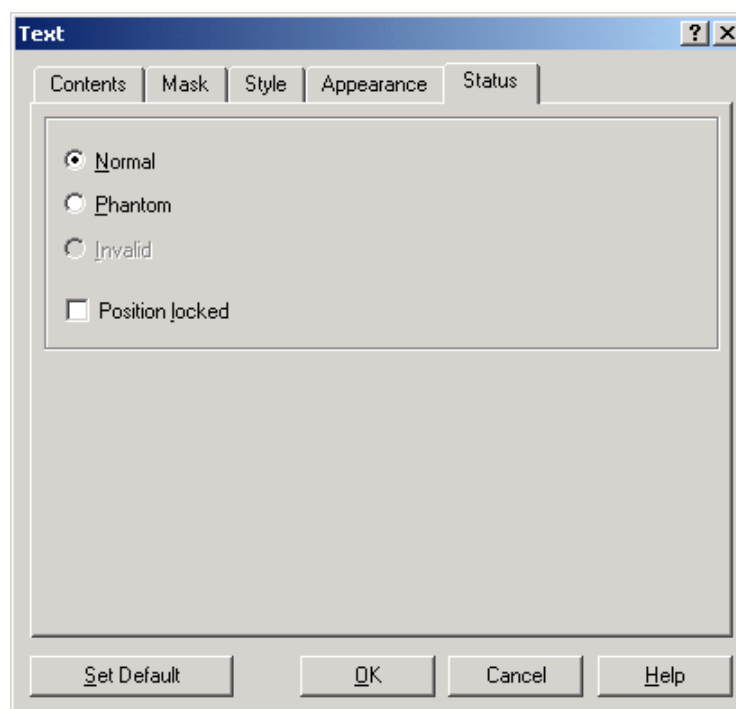 Text
Contents Mask Style Appearance Status
Normal
Phantom
Invalid
Position locked
Set Default OK Cancel Help